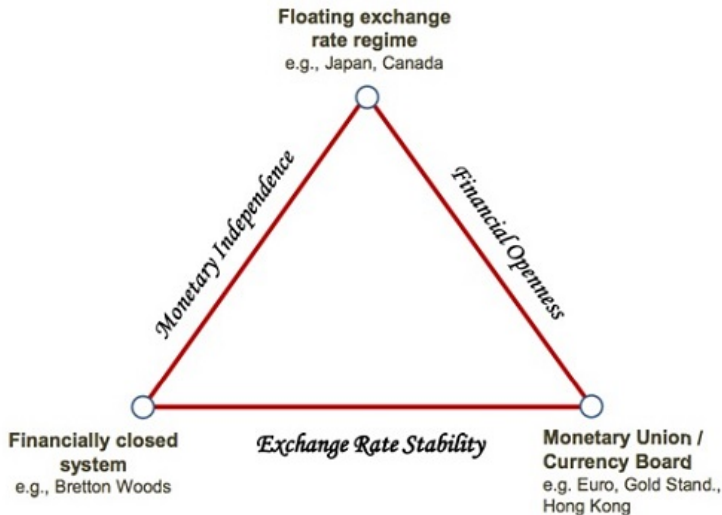 Floating exchange
rate regime
e.g., Japan, Canada
Monetary Independence
Financial Openness
Financially closed
system
e.g., Bretton Woods
Exchange Rate Stability
Monetary Union /
Currency Board
e.g. Euro, Gold Stand.,
Hong Kong